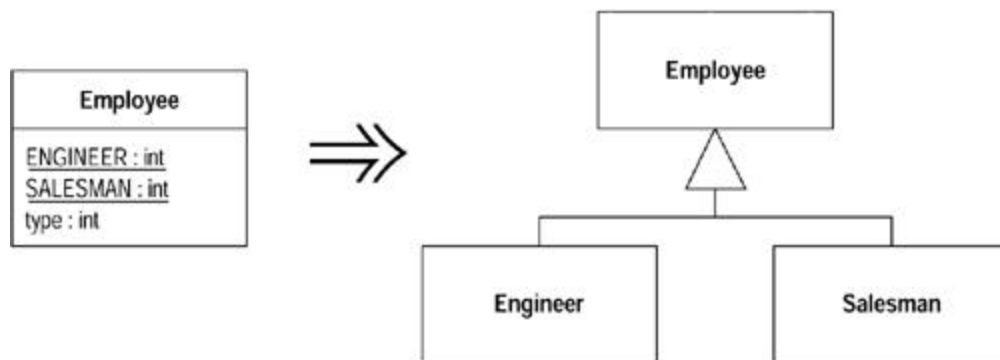 Employee
ENGINEER : int
SALESMAN : int
type : int
Employee
Engineer
Salesman